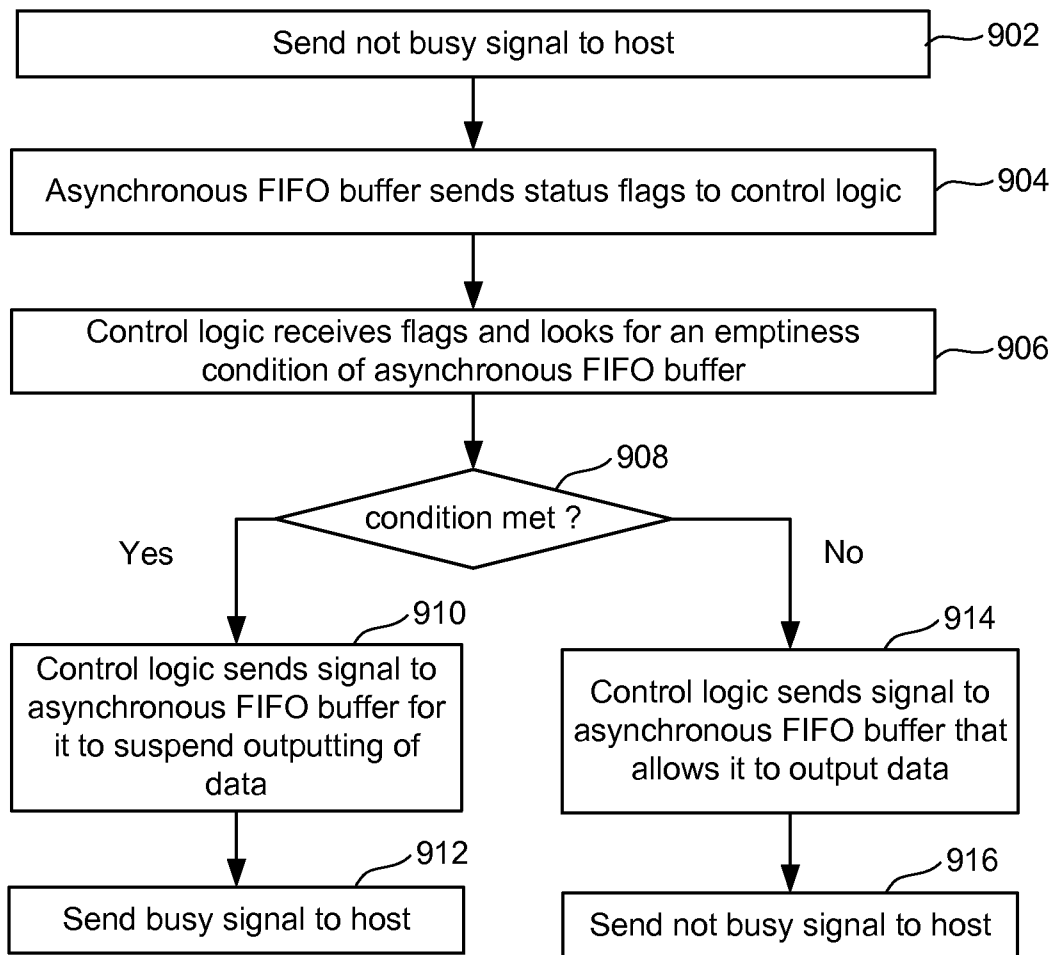 Send not busy signal to host
902
Asynchronous FIFO buffer sends status flags to control logic
904
Control logic receives flags and looks for an emptiness
condition of asynchronous FIFO buffer
906
908
condition met ?
Yes
No
910
Control logic sends signal to
asynchronous FIFO buffer for
it to suspend outputting of
data
914
Control logic sends signal to
asynchronous FIFO buffer that
allows it to output data
912
Send busy signal to host
916
Send not busy signal to host